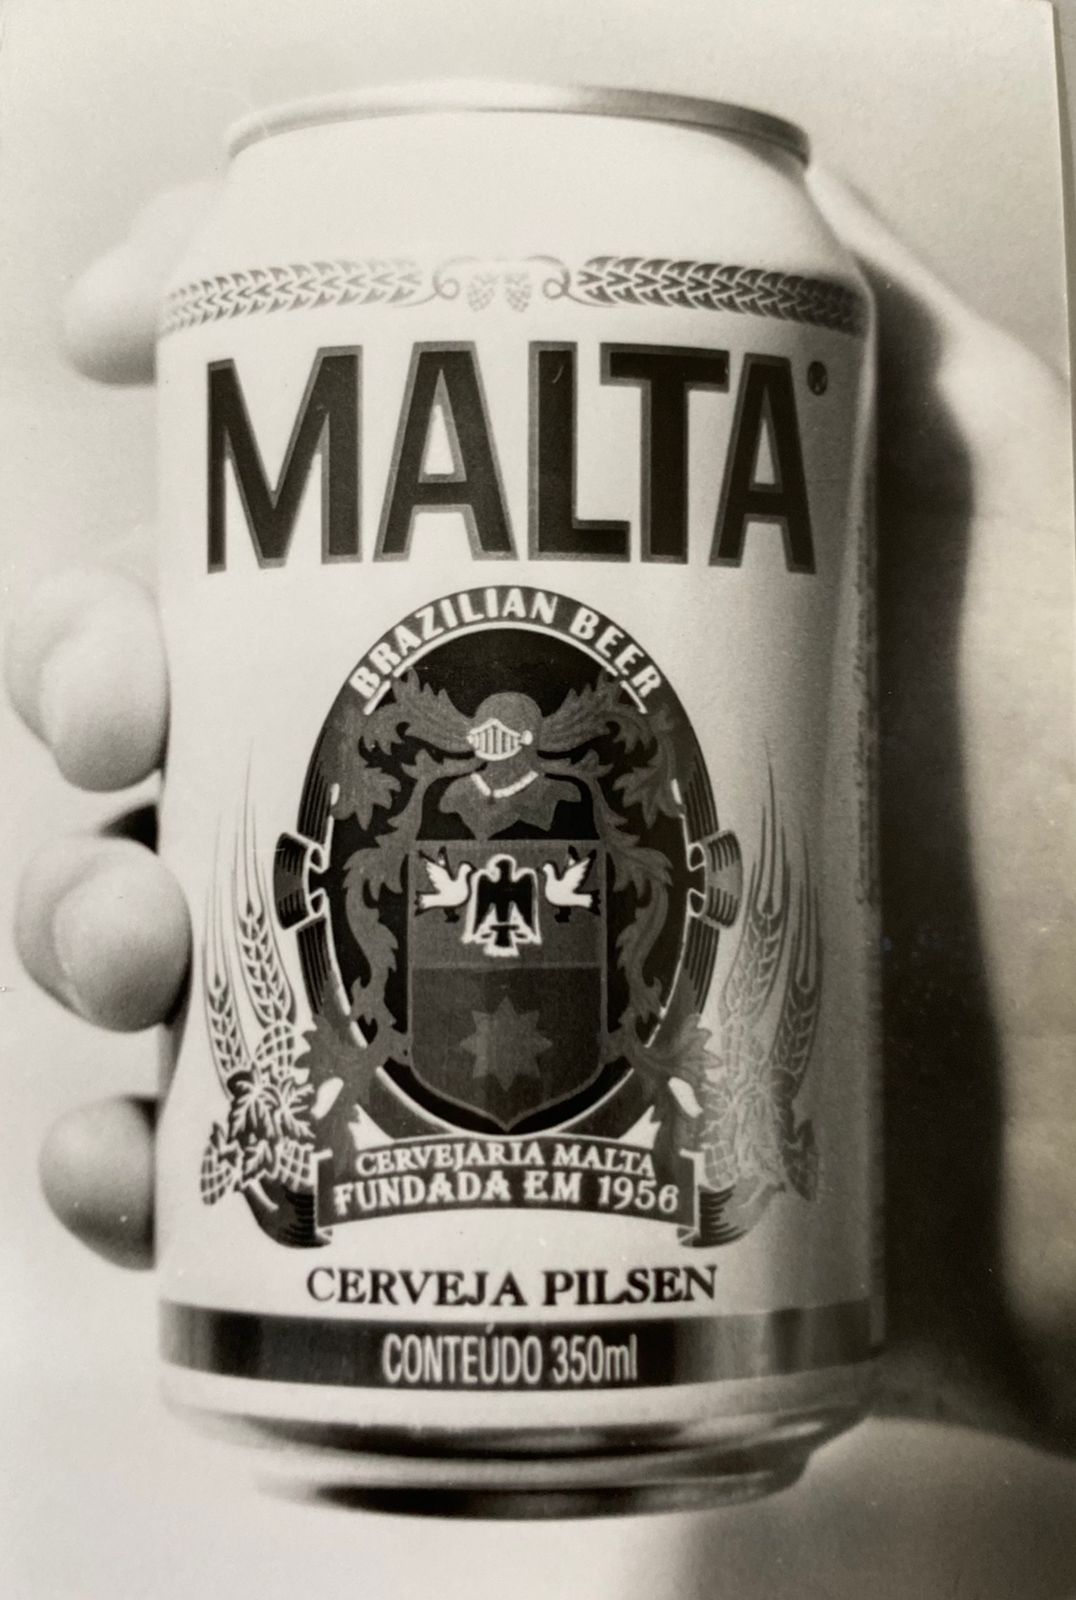 MALTA®
BRAZILIAN BEER
CERVEJARIA MALTA
FUNDADA EM 1956
CERVEJA PILSEN
CONTEÚDO 350ml